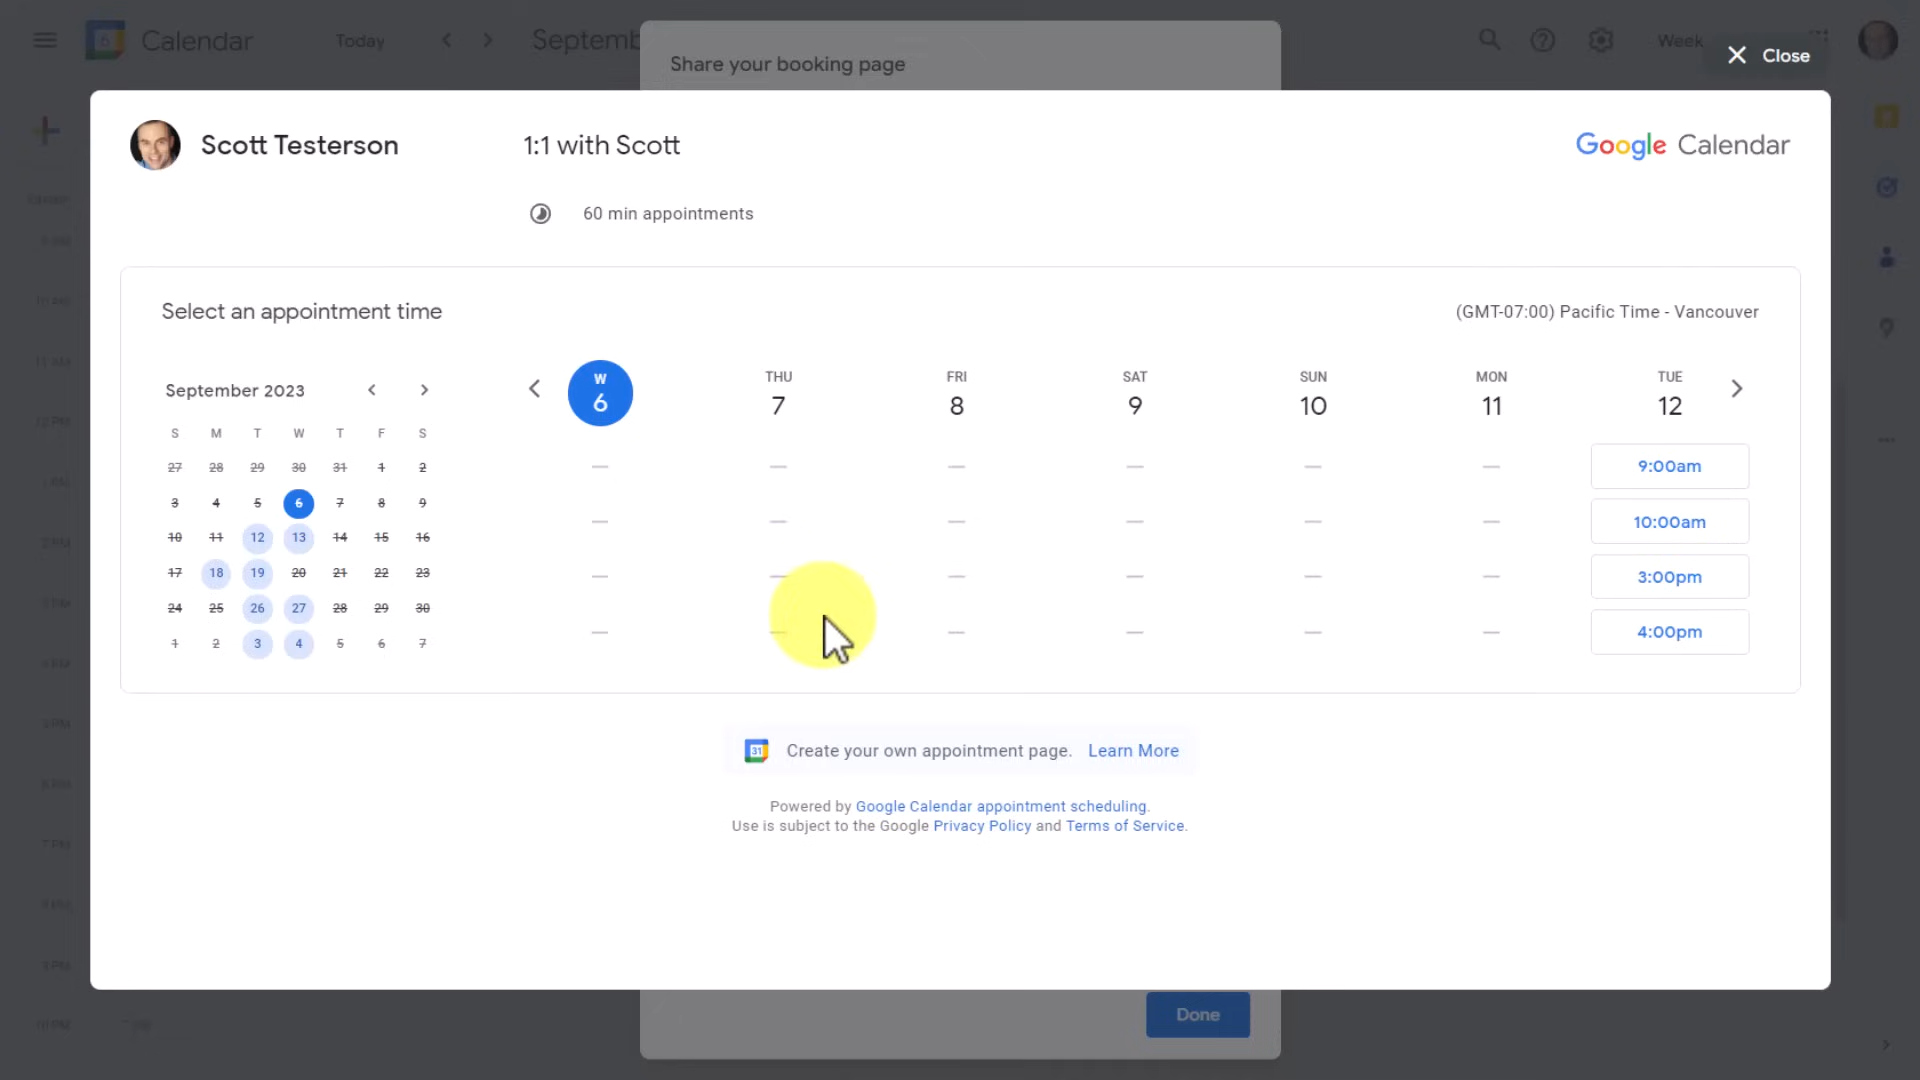 Calendar
Today
Septemb
Share your booking page
Week
Close
Scott Testerson
1:1 with Scott
Google Calendar
60 min appointments
Select an appointment time
(GMT-07:00) Pacific Time - Vancouver
September 2023
S M T W T F S
27 28 29 30 31 1 2
3 4 5 6 7 8 9
10 11 12 13 14 15 16
17 18 19 20 21 22 23
24 25 26 27 28 29 30
1 2 3 4 5 6 7
W THU FRI SAT SUN MON TUE
6 7 8 9 10 11 12
9:00am
10:00am
3:00pm
4:00pm
31 Create your own appointment page. Learn More
Powered by Google Calendar appointment scheduling.
Use is subject to the Google Privacy Policy and Terms of Service.
Done